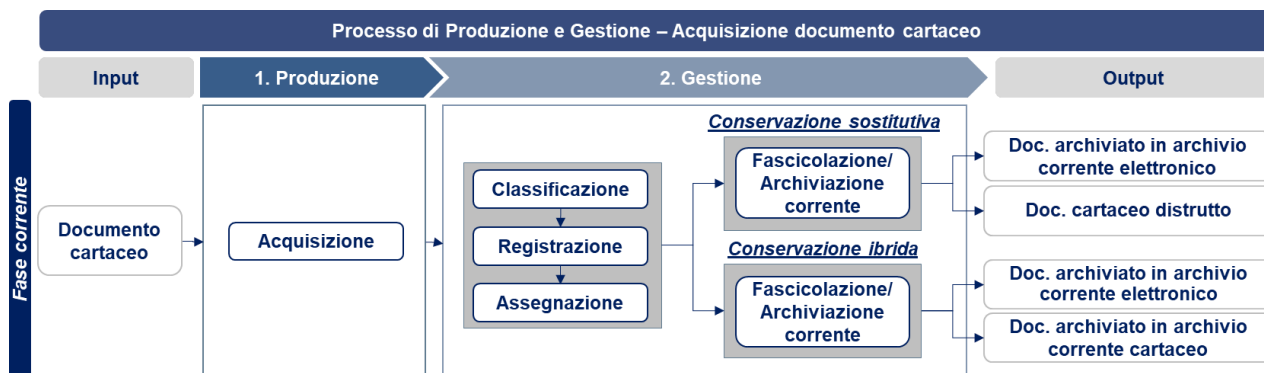 Processo di Produzione e Gestione – Acquisizione documento cartaceo
Input
1. Produzione
2. Gestione
Output
Fase corrente
Documento
cartaceo
Acquisizione
Classificazione
Registrazione
Assegnazione
Conservazione sostitutiva
Fascicolazione/
Archiviazione
corrente
Conservazione ibrida
Fascicolazione/
Archiviazione
corrente
Doc. archiviato in archivio
corrente elettronico
Doc. cartaceo distrutto
Doc. archiviato in archivio
corrente elettronico
Doc. archiviato in archivio
corrente cartaceo